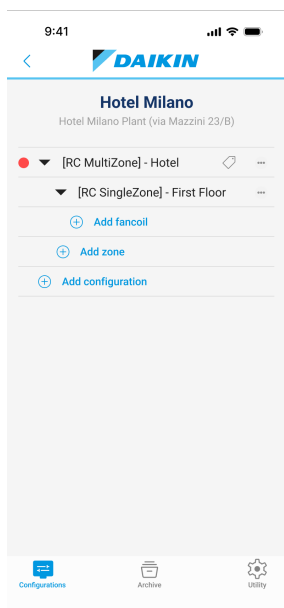 9:41
DAIKIN
Hotel Milano
Hotel Milano Plant (via Mazzini 23/B)
[RC MultiZone] - Hotel
[RC SingleZone] - First Floor
Add fancoil
Add zone
Add configuration
Configurations Archive Utility